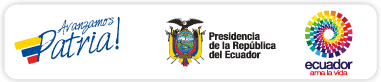 Avanzamos
Patria!
Presidencia
de la República
del Ecuador
ecuador
ama la vida